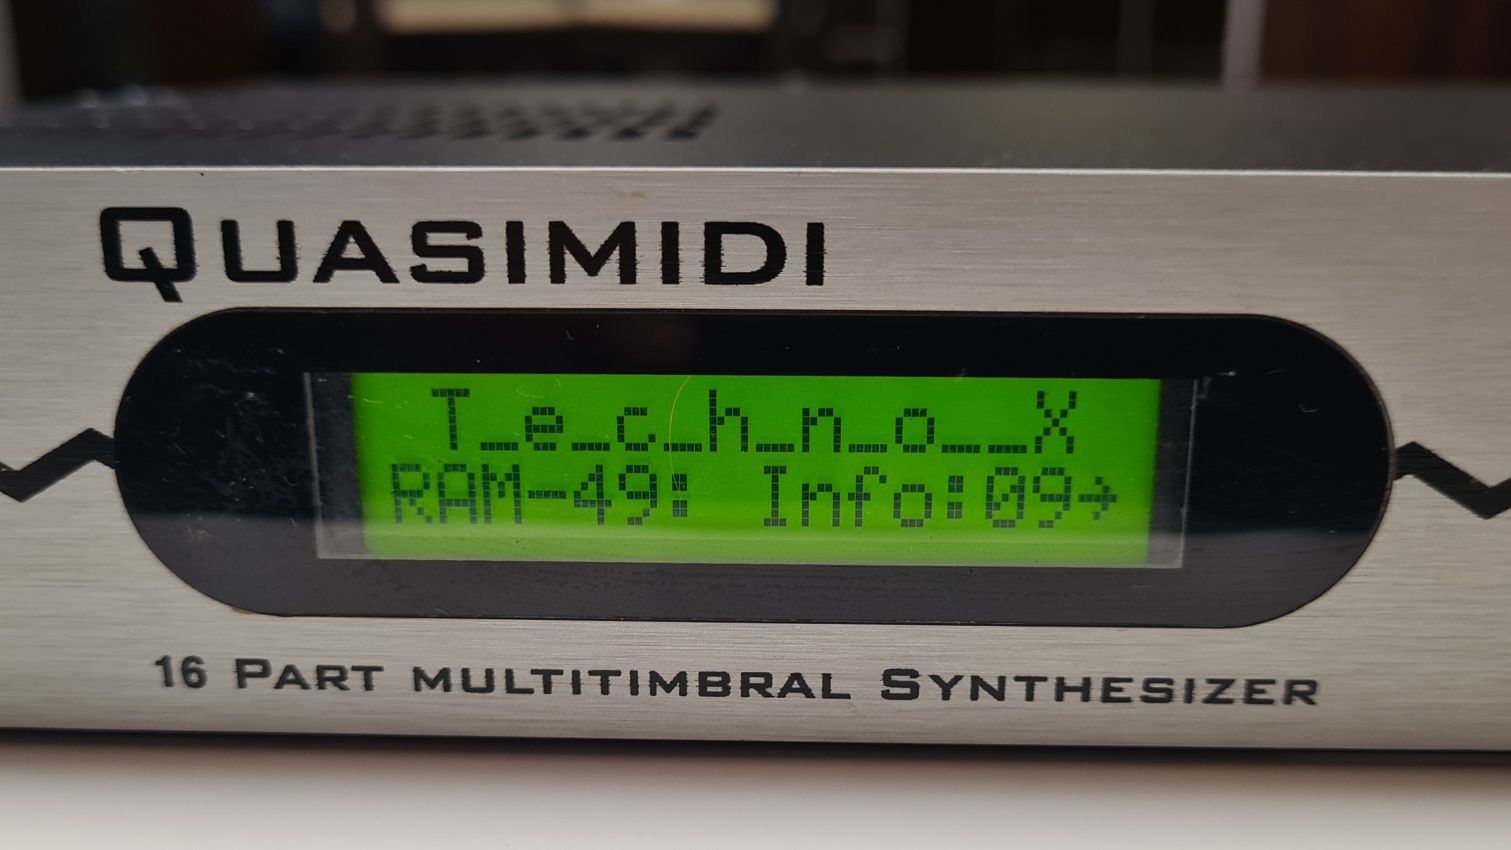 QUASIMIDI
T_e_c_h_n_o__X
RAM-49: Info:09→
16 PART MULTITIMBRAL SYNTHESIZER